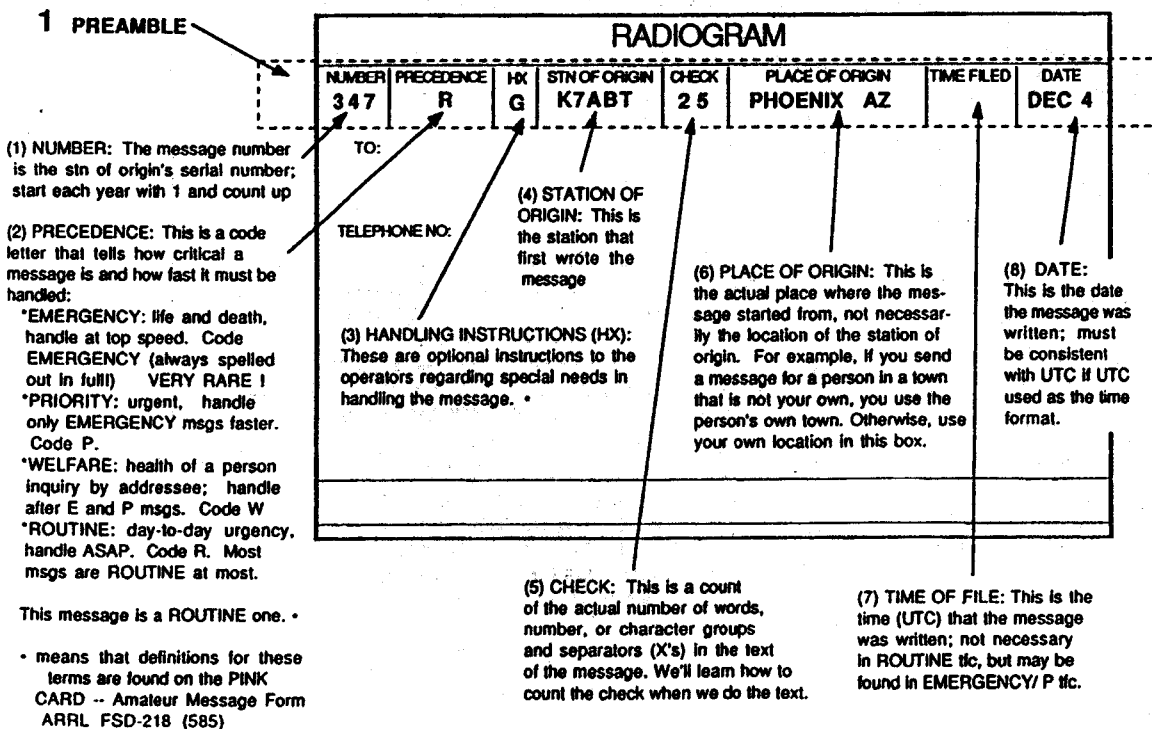 1 PREAMBLE
RADIOGRAM
NUMBER PRECEDENCE HX STN OF ORIGIN CHECK PLACE OF ORIGIN TIME FILED DATE
347 R G K7ABT 25 PHOENIX AZ DEC 4
TO:
TELEPHONE NO:
(1) NUMBER: The message number
is the stn of origin's serial number;
start each year with 1 and count up
(2) PRECEDENCE: This is a code
letter that tells how critical a
message is and how fast it must be
handled:
*EMERGENCY: life and death,
handle at top speed. Code
EMERGENCY (always spelled
out in full!) VERY RARE !
*PRIORITY: urgent, handle
only EMERGENCY msgs faster.
Code P.
*WELFARE: health of a person
inquiry by addressee; handle
after E and P msgs. Code W
*ROUTINE: day-to-day urgency,
handle ASAP. Code R. Most
msgs are ROUTINE at most.
This message is a ROUTINE one. •
• means that definitions for these
terms are found on the PINK
CARD -- Amateur Message Form
ARRL FSD-218 (585)
(3) HANDLING INSTRUCTIONS (HX):
These are optional instructions to the
operators regarding special needs in
handling the message. •
(4) STATION OF
ORIGIN: This is
the station that
first wrote the
message
(5) CHECK: This is a count
of the actual number of words,
number, or character groups
and separators (X's) in the text
of the message. We'll learn how to
count the check when we do the text.
(6) PLACE OF ORIGIN: This is
the actual place where the mes-
sage started from, not necessar-
ily the location of the station of
origin. For example, if you send
a message for a person in a town
that is not your own, you use the
person's own town. Otherwise, use
your own location in this box.
(7) TIME OF FILE: This is the
time (UTC) that the message
was written; not necessary
in ROUTINE tfc, but may be
found in EMERGENCY/ P tfc.
(8) DATE:
This is the date
the message was
written; must
be consistent
with UTC if UTC
used as the time
format.